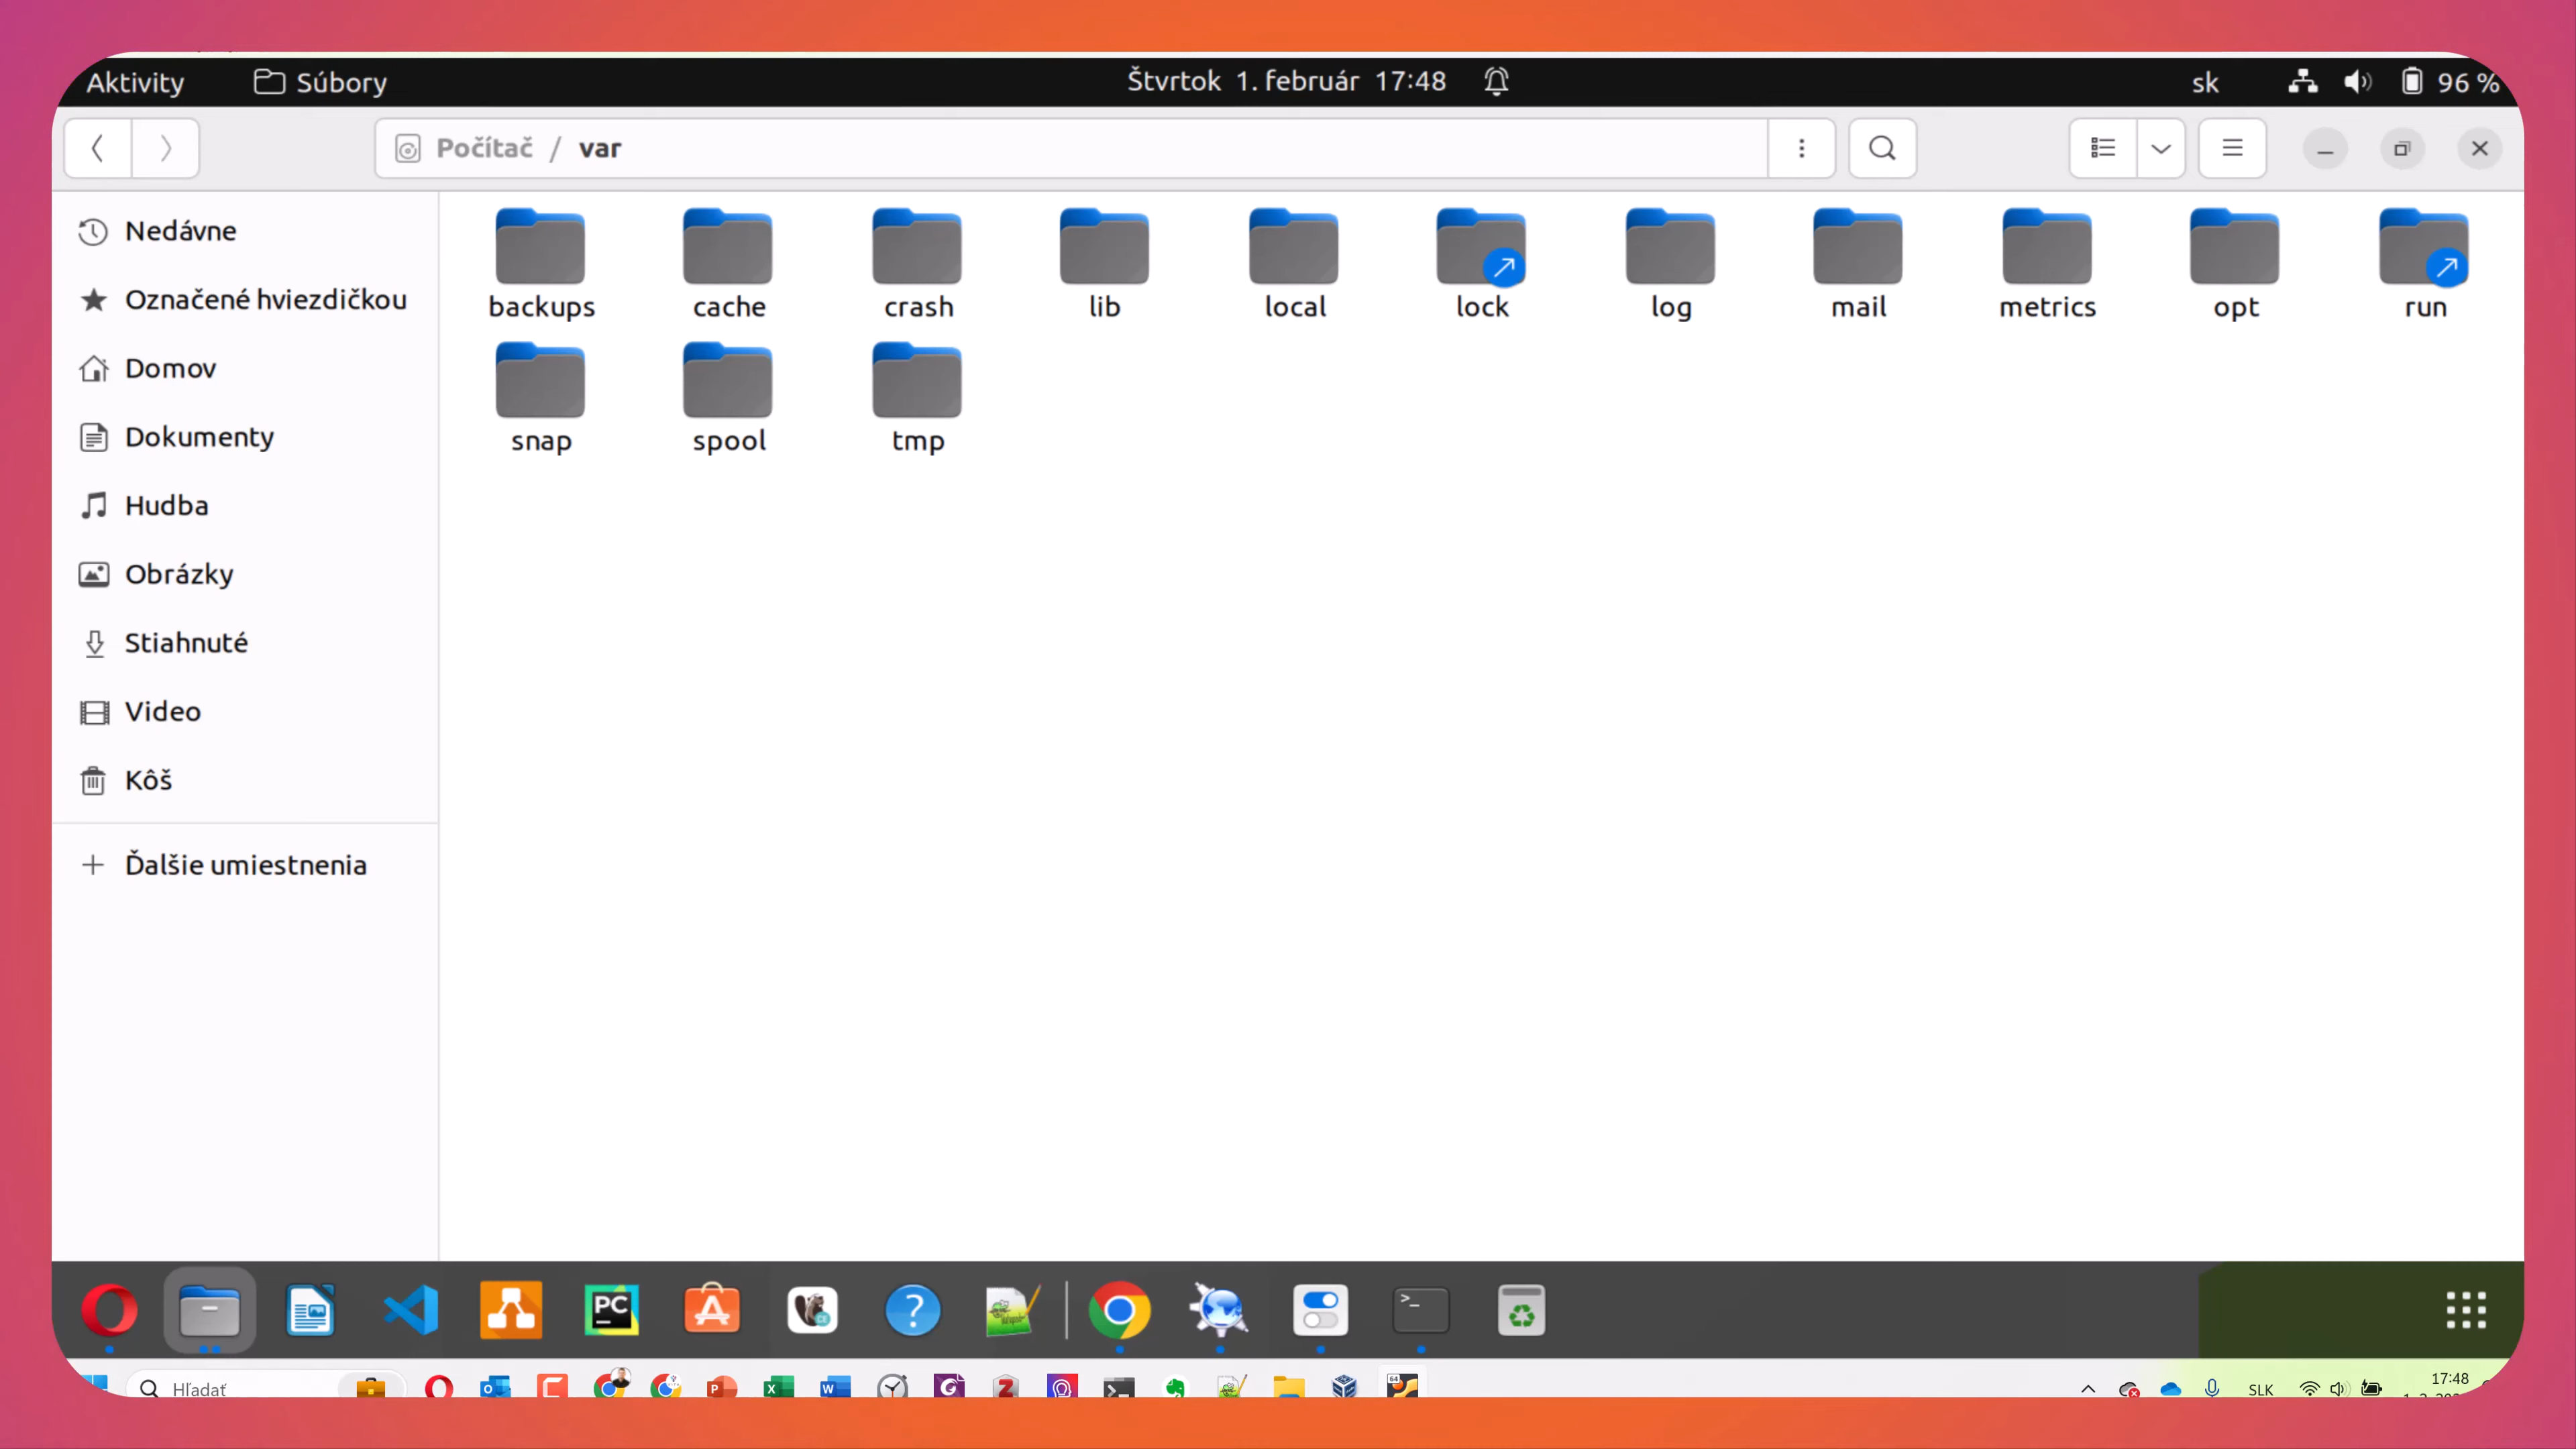 Aktivity Súbory Štvrtok 1. február 17:48 sk 96 %
Počítač / var
Nedávne
Označené hviezdičkou
Domov
Dokumenty
Hudba
Obrázky
Stiahnuté
Video
Kôš
Ďalšie umiestnenia
backups cache crash lib local lock log mail metrics opt run
snap spool tmp
PC
Hľadať
SLK
17:48